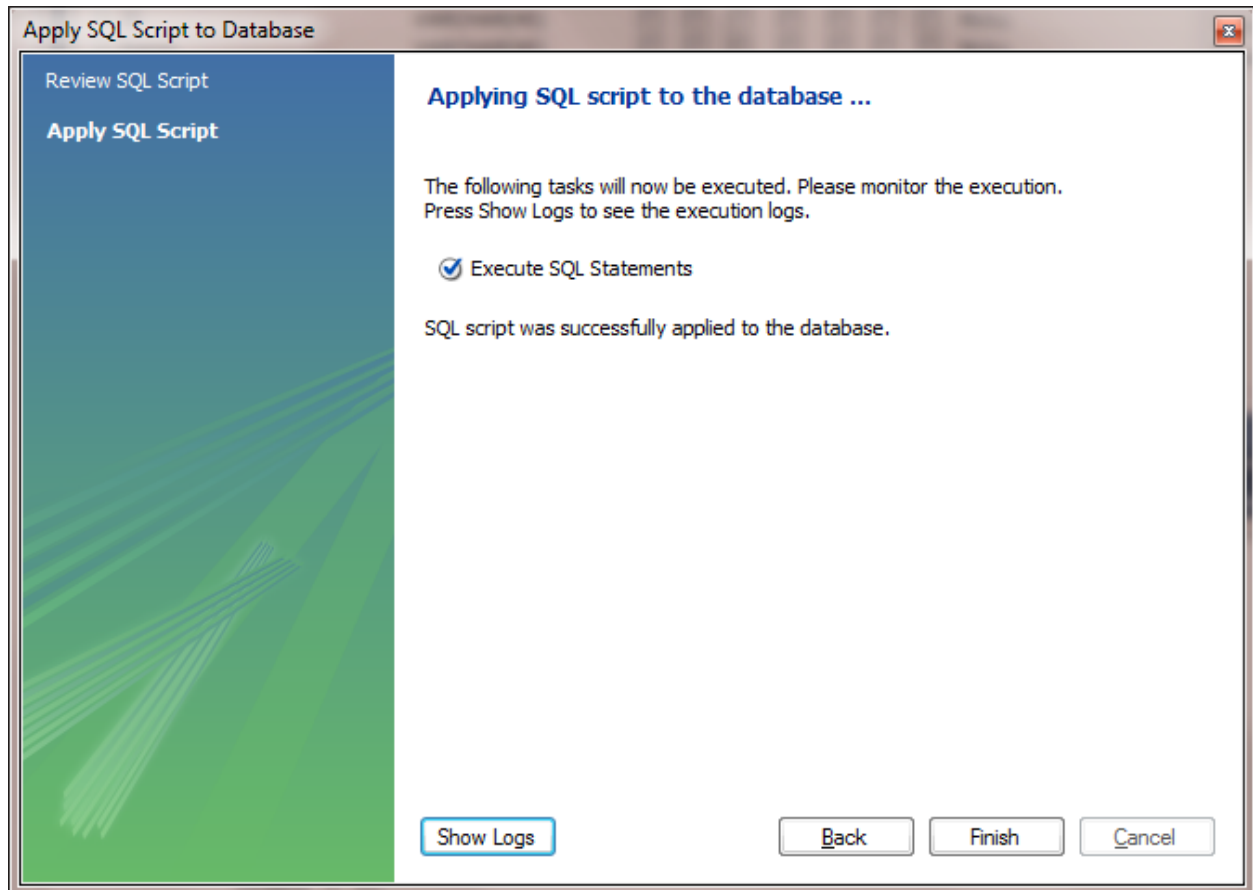 Apply SQL Script to Database
Review SQL Script
Apply SQL Script
Applying SQL script to the database ...
The following tasks will now be executed. Please monitor the execution.
Press Show Logs to see the execution logs.
Execute SQL Statements
SQL script was successfully applied to the database.
Show Logs
Back
Finish
Cancel